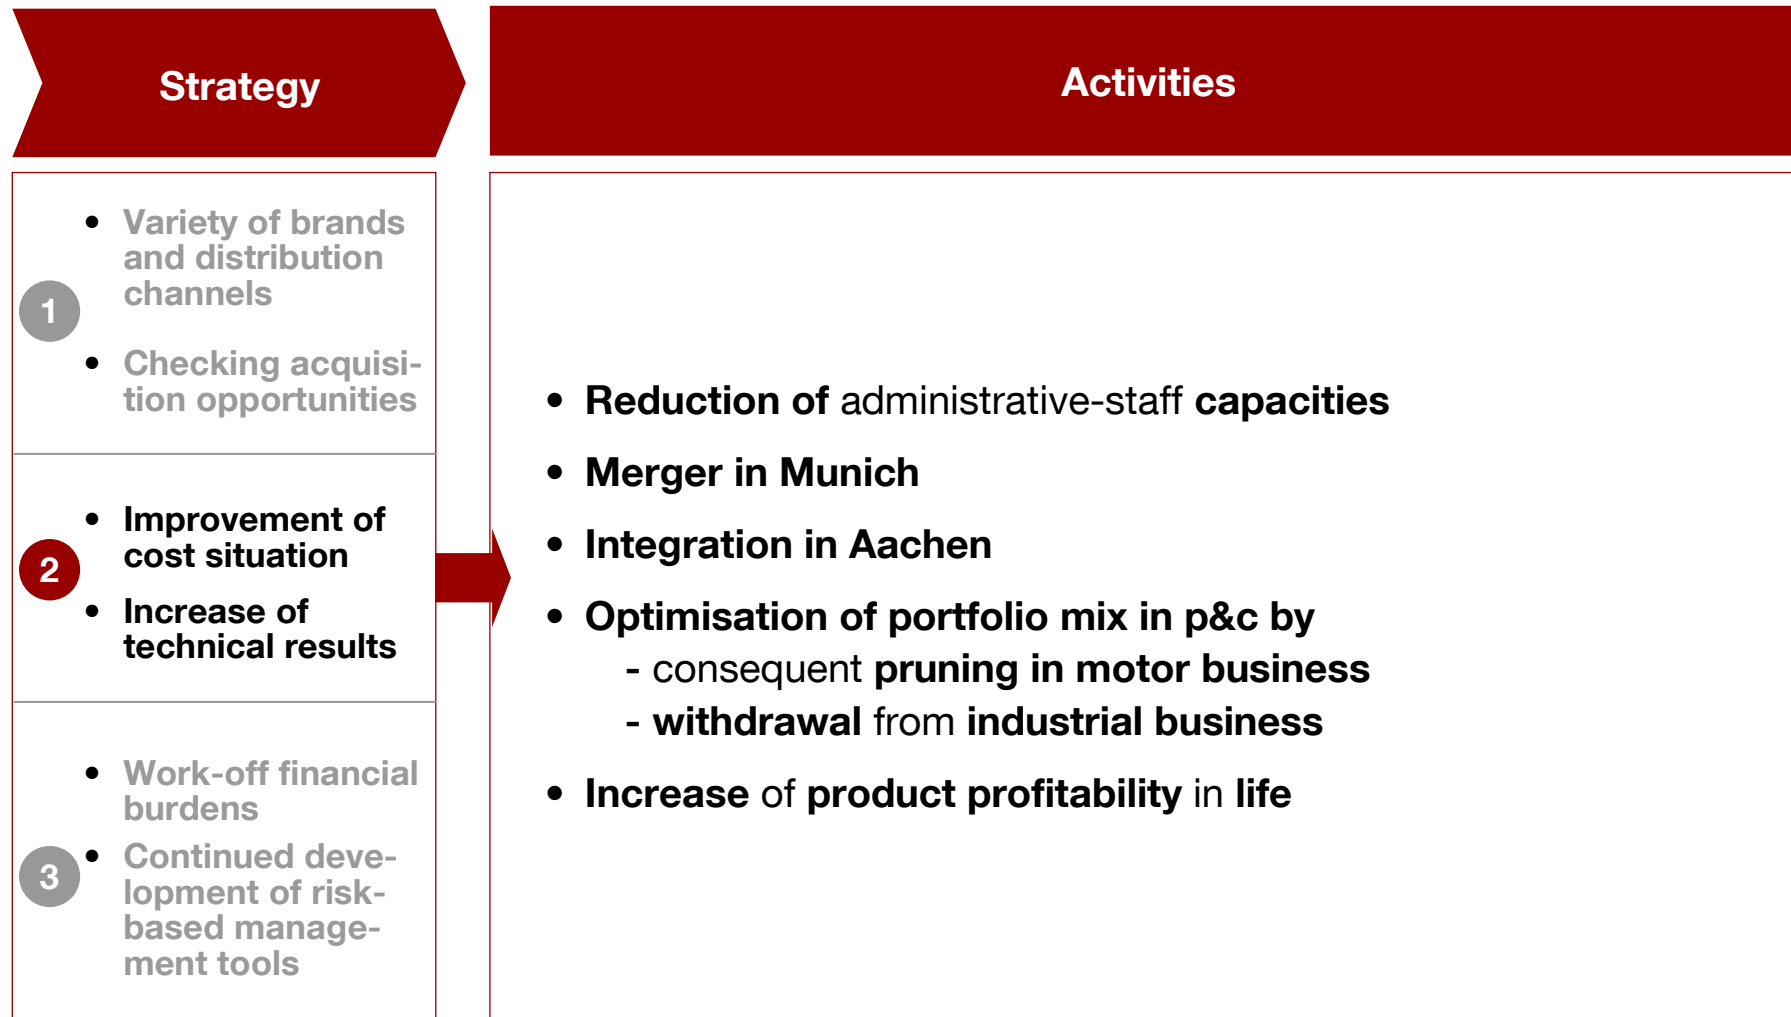 Strategy
Activities
1
• Variety of brands
and distribution
channels
• Checking acquisi-
tion opportunities
2
• Improvement of
cost situation
• Increase of
technical results
3
• Work-off financial
burdens
• Continued deve-
lopment of risk-
based manage-
ment tools
• Reduction of administrative-staff capacities
• Merger in Munich
• Integration in Aachen
• Optimisation of portfolio mix in p&c by
- consequent pruning in motor business
- withdrawal from industrial business
• Increase of product profitability in life